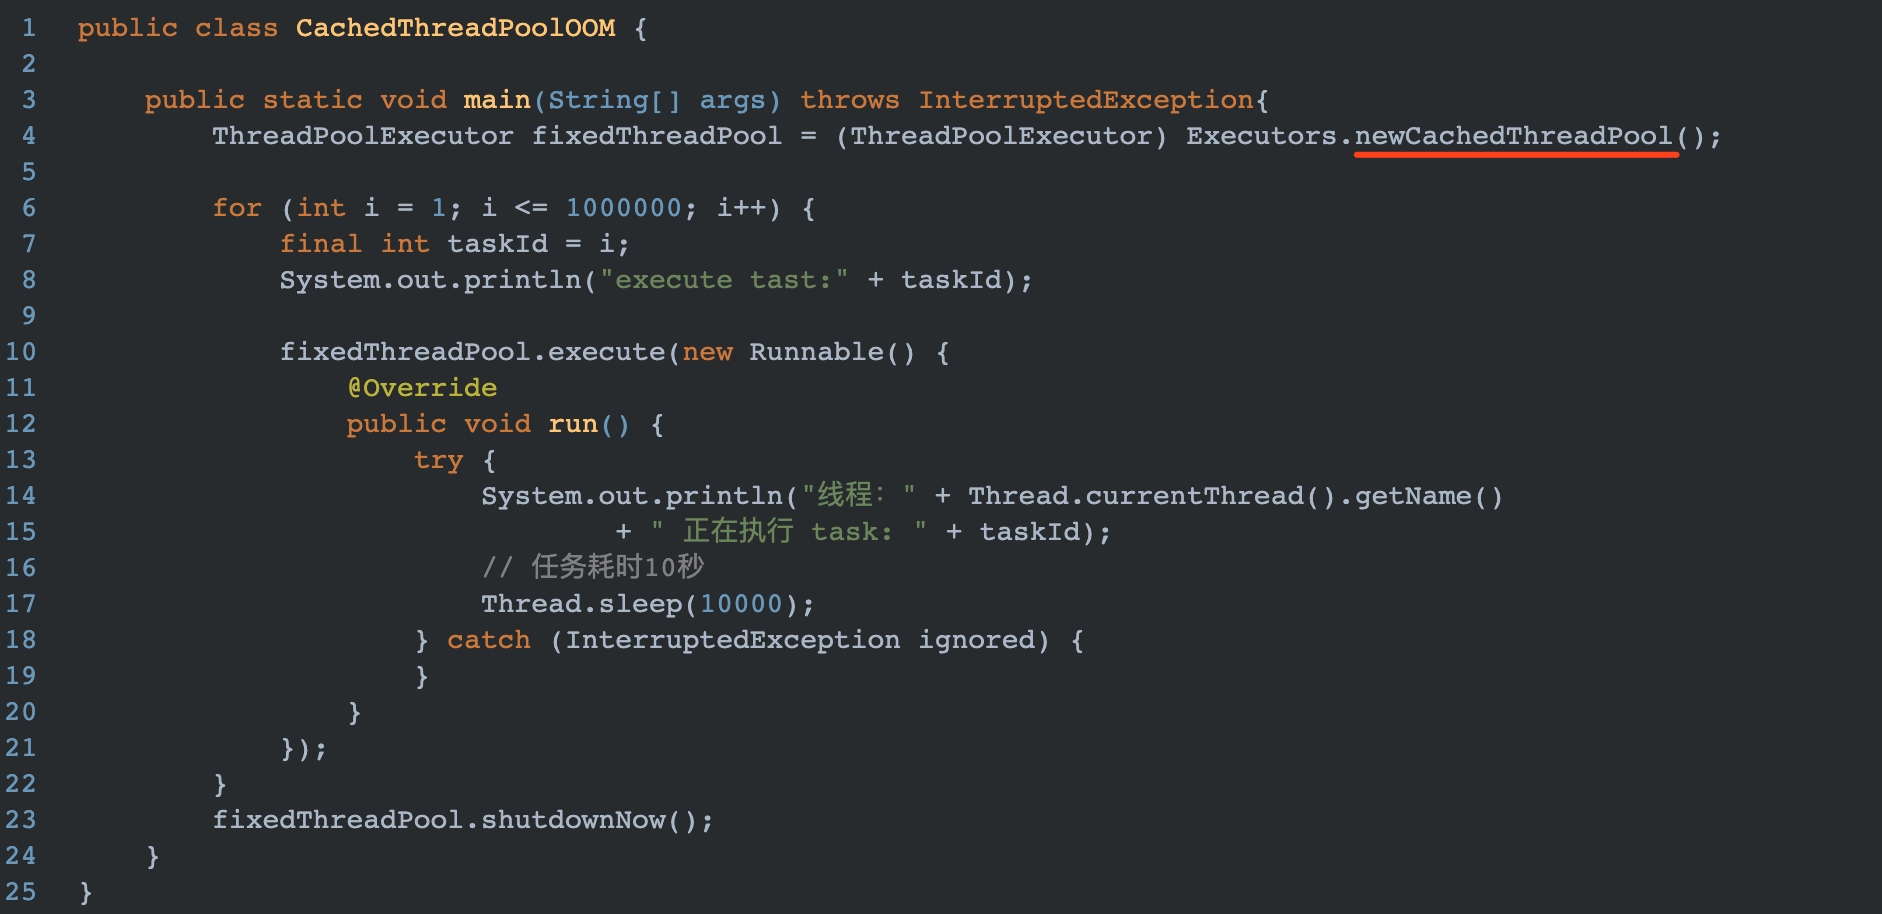 1 public class CachedThreadPoolOOM {
2
3 public static void main(String[] args) throws InterruptedException{
4 ThreadPoolExecutor fixedThreadPool = (ThreadPoolExecutor) Executors.newCachedThreadPool();
5
6 for (int i = 1; i <= 1000000; i++) {
7 final int taskId = i;
8 System.out.println("execute tast:" + taskId);
9
10 fixedThreadPool.execute(new Runnable() {
11 @Override
12 public void run() {
13 try {
14 System.out.println("线程：" + Thread.currentThread().getName()
15 + " 正在执行 task: " + taskId);
16 // 任务耗时10秒
17 Thread.sleep(10000);
18 } catch (InterruptedException ignored) {
19 }
20 }
21 });
22 }
23 fixedThreadPool.shutdownNow();
24 }
25 }